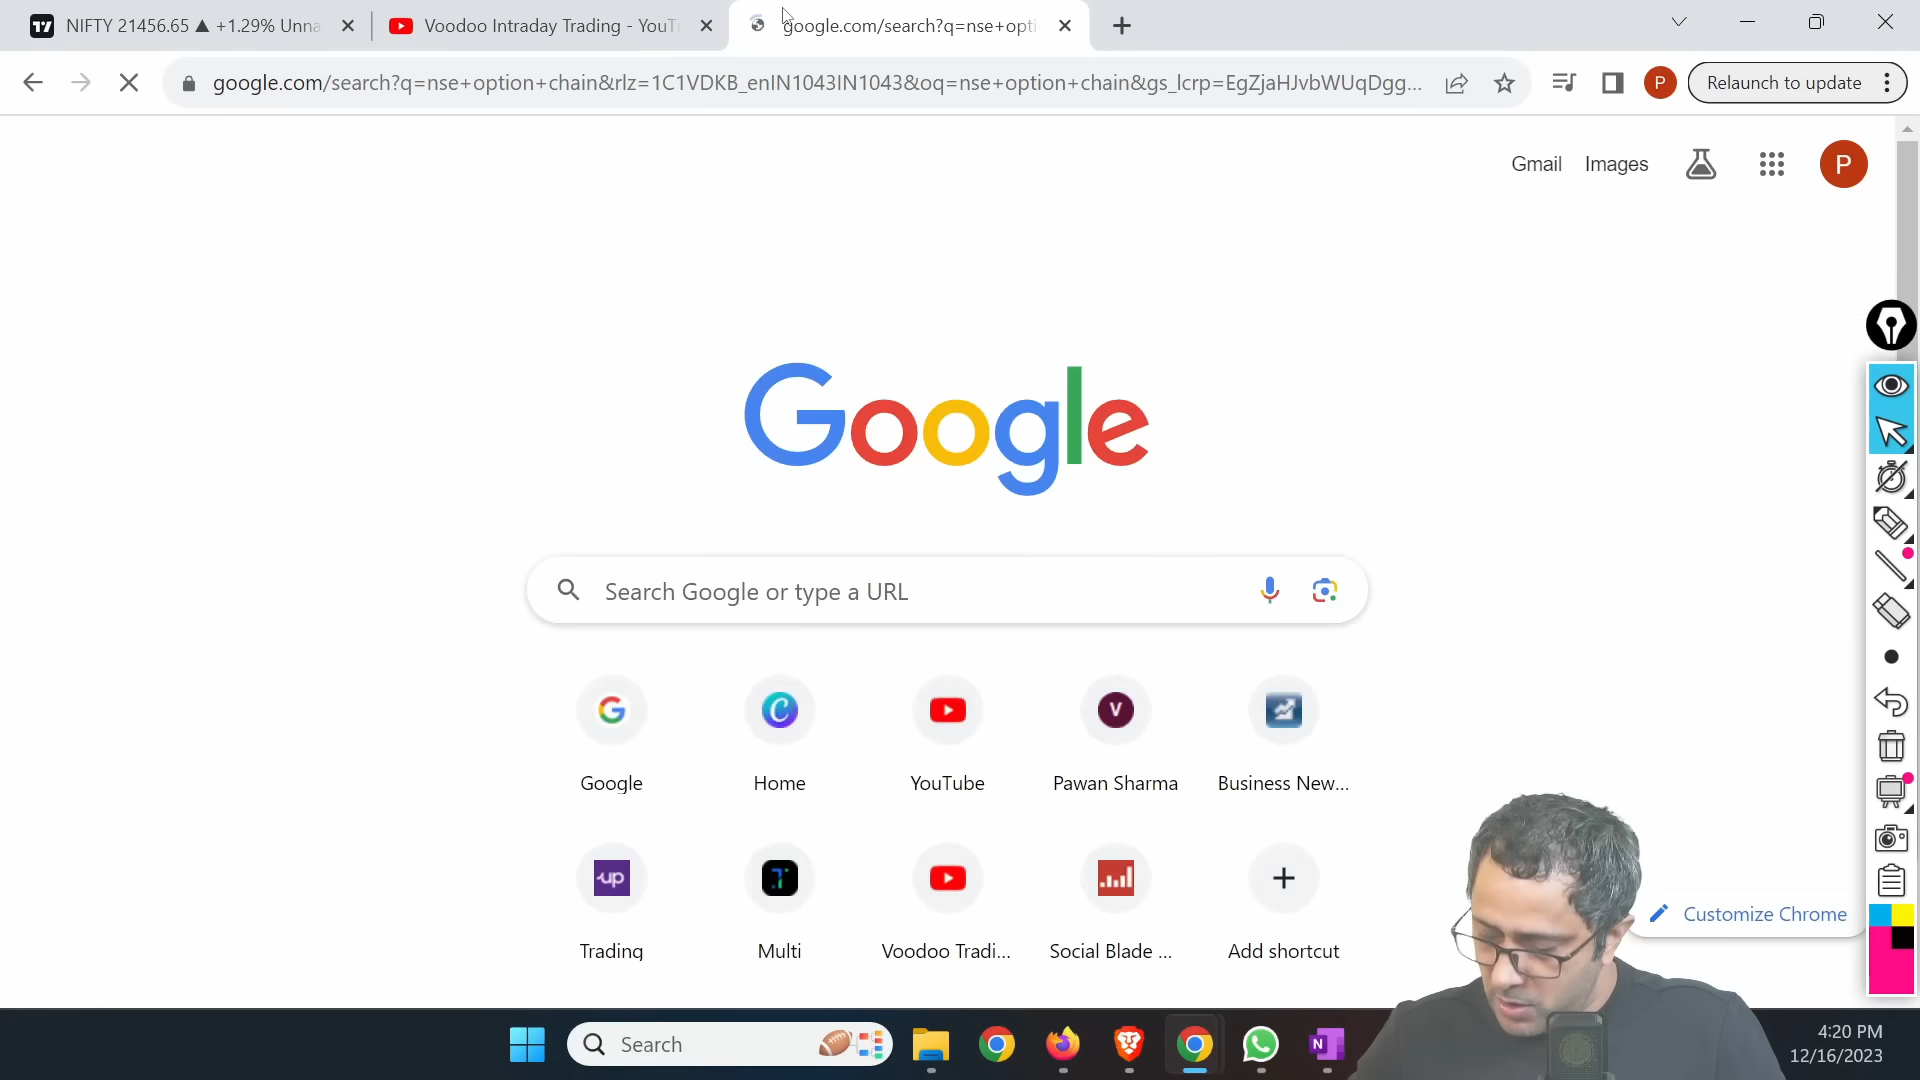 NIFTY 21456.65 ▲ +1.29% Unna
Voodoo Intraday Trading - YouT
google.com/search?q=nse+opti
google.com/search?q=nse+option+chain&rlz=1C1VDKB_enIN1043IN1043&oq=nse+option+chain&gs_lcrp=EgZjaHJvbWUqDgg...
P
Relaunch to update
Gmail
Images
P
Google
Search Google or type a URL
Google
Home
YouTube
V
Pawan Sharma
Business New...
up
Trading
Multi
Voodoo Tradi...
Social Blade ...
Add shortcut
Customize Chrome
Search
N
4:20 PM
12/16/2023